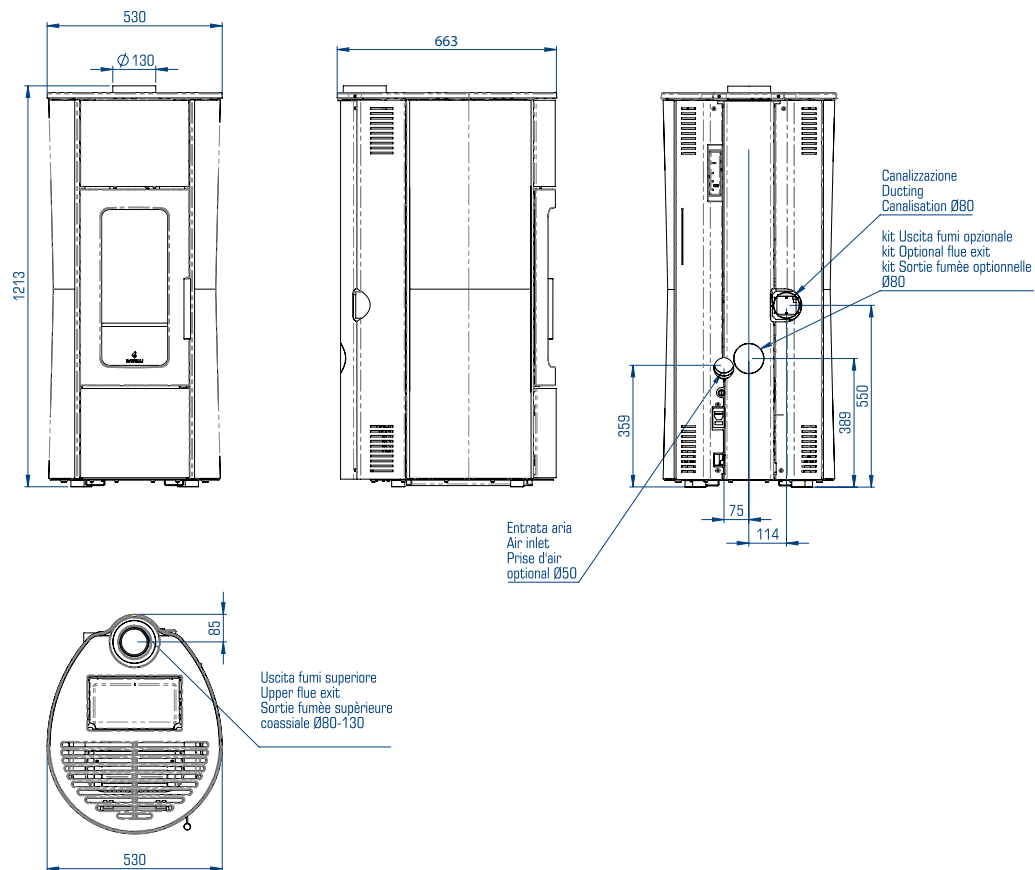 530
Ø 130
1213
663
Canalizzazione
Ducting
Canalisation Ø80
kit Uscita fumi opzionale
kit Optional flue exit
kit Sortie fumèe optionnelle
Ø80
359
389
550
75
114
Entrata aria
Air inlet
Prise d'air
optional Ø50
85
Uscita fumi superiore
Upper flue exit
Sortie fumèe supèrieure
coassiale Ø80-130
530